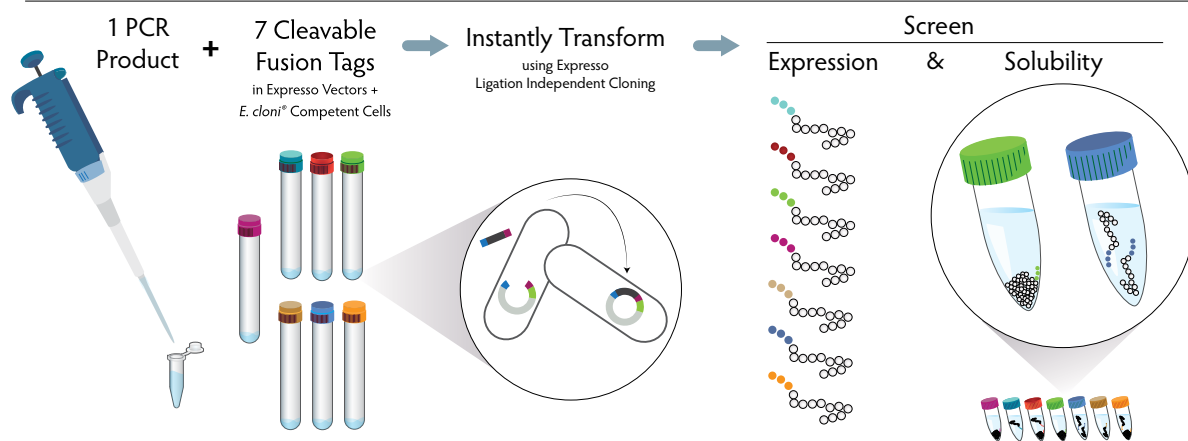 1 PCR
Product
+
7 Cleavable
Fusion Tags
in Expresso Vectors +
E. cloni® Competent Cells
Instantly Transform
using Expresso
Ligation Independent Cloning
Screen
Expression & Solubility